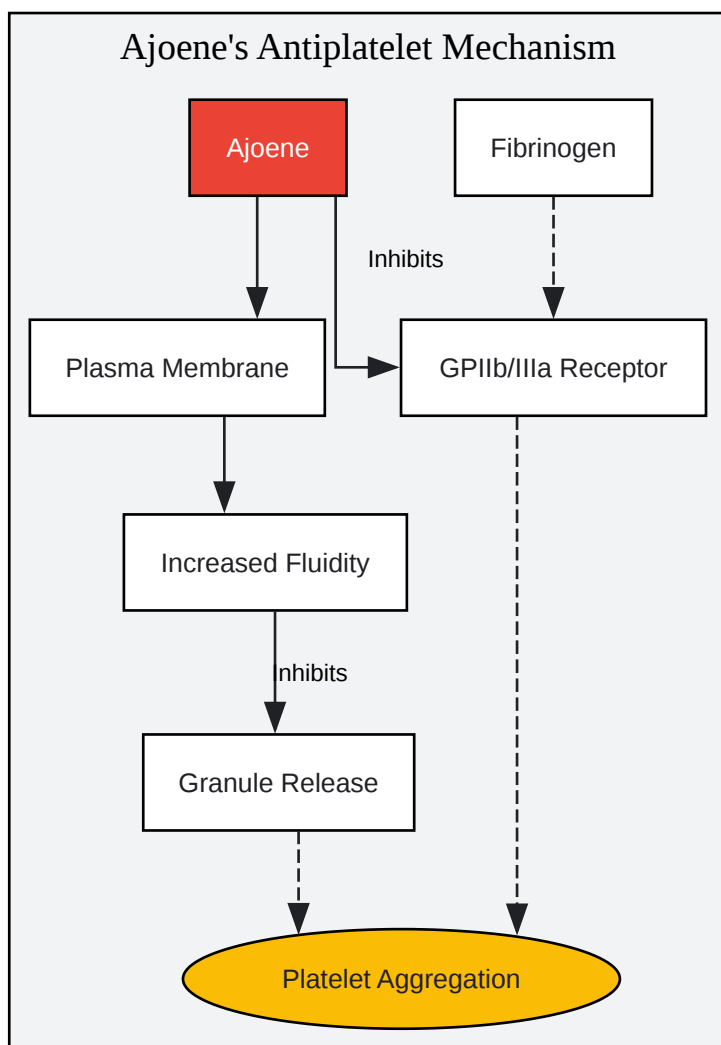 Ajoene's Antiplatelet Mechanism
Ajoene
Fibrinogen
Inhibits
Plasma Membrane
GPIIb/IIIa Receptor
Increased Fluidity
Inhibits
Granule Release
Platelet Aggregation